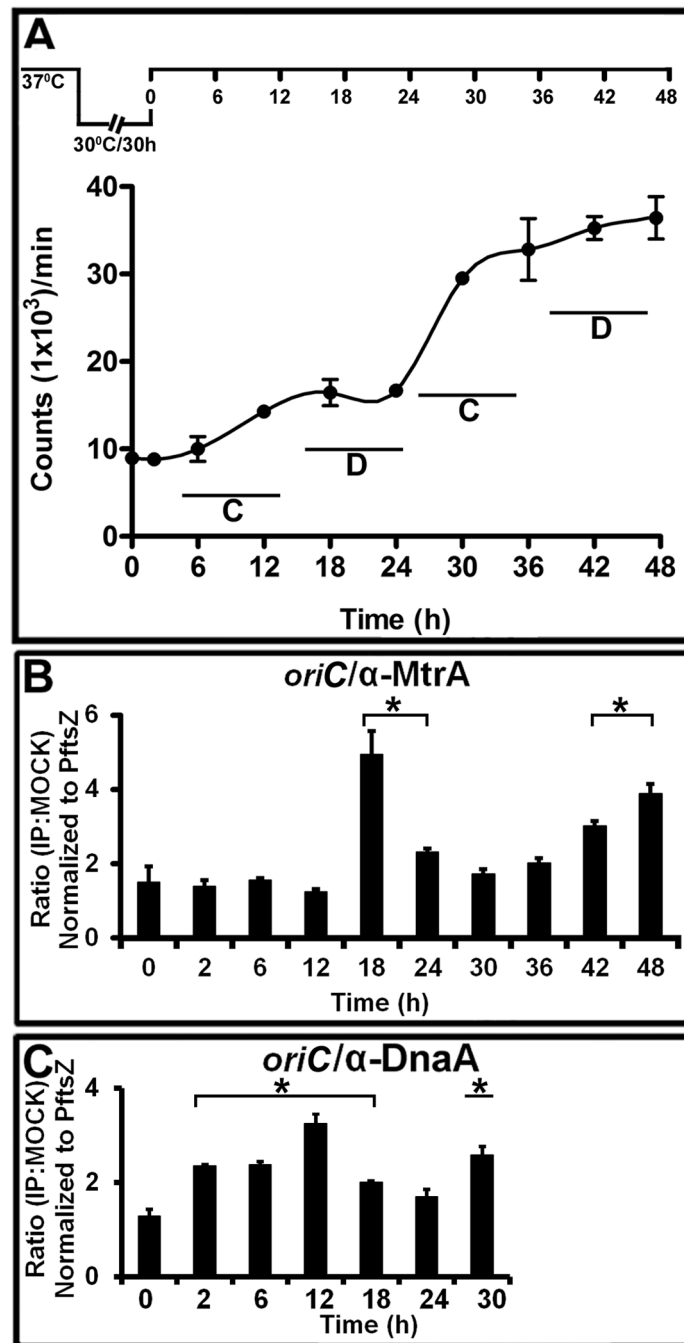 A
37⁰C
0 6 12 18 24 30 36 42 48
30⁰C/30h
Counts (1x10³)/min
40
30
20
10
0
C
D
C
D
0 6 12 18 24 30 36 42 48
Time (h)
B
oriC/α-MtrA
Ratio (IP:MOCK)
Normalized to PftsZ
6
4
2
0
*
*
0 2 6 12 18 24 30 36 42 48
Time (h)
C
oriC/α-DnaA
Ratio (IP:MOCK)
Normalized to PftsZ
4
2
0
*
*
0 2 6 12 18 24 30
Time (h)